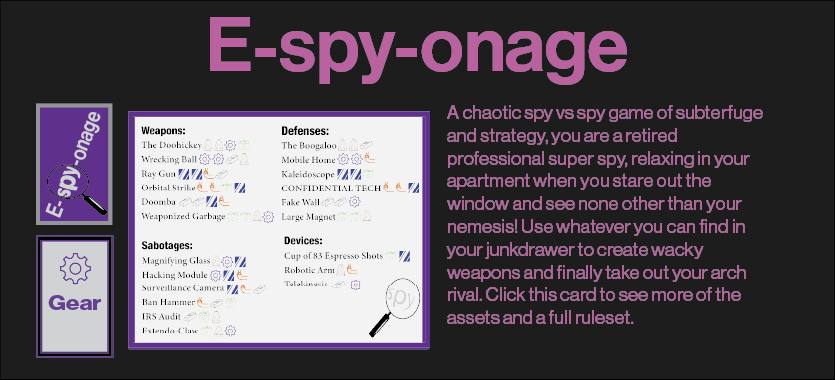 E-spy-onage
E-spy-onage
Gear
Weapons:
The Doohickey
Wrecking Ball
Ray Gun
Orbital Strike
Doomba
Weaponized Garbage
Sabotages:
Magnifying Glass
Hacking Module
Surveillance Camera
Ban Hammer
IRS Audit
Extendo-Claw
Defenses:
The Boogaloo
Mobile Home
Kaleidoscope
CONFIDENTIAL TECH
Fake Wall
Large Magnet
Devices:
Cup of 83 Espresso Shots
Robotic Arm
Telekinetic
spy
A chaotic spy vs spy game of subterfuge
and strategy, you are a retired
professional super spy, relaxing in your
apartment when you stare out the
window and see none other than your
nemesis! Use whatever you can find in
your junkdrawer to create wacky
weapons and finally take out your arch
rival. Click this card to see more of the
assets and a full ruleset.